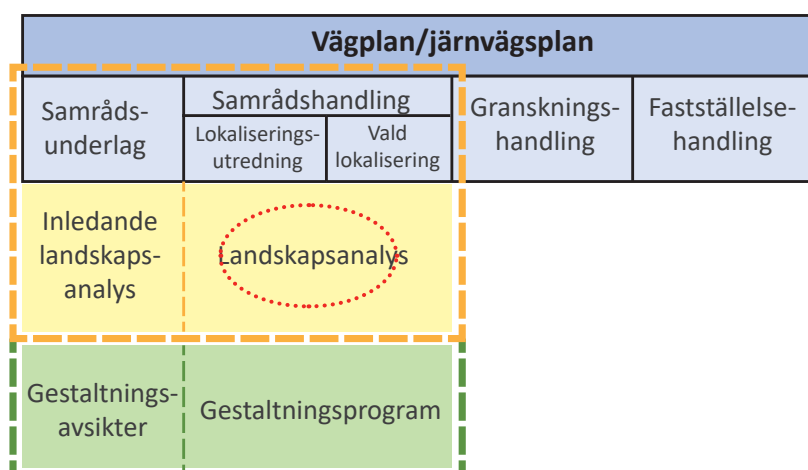 Vägplan/järnvägsplan
Samråds-
underlag
Samrådshandling
Lokaliserings-
utredning
Vald
lokalisering
Gransknings-
handling
Fastställelse-
handling
Inledande
landskaps-
analys
Landskapsanalys
Gestaltnings-
avsikter
Gestaltningsprogram